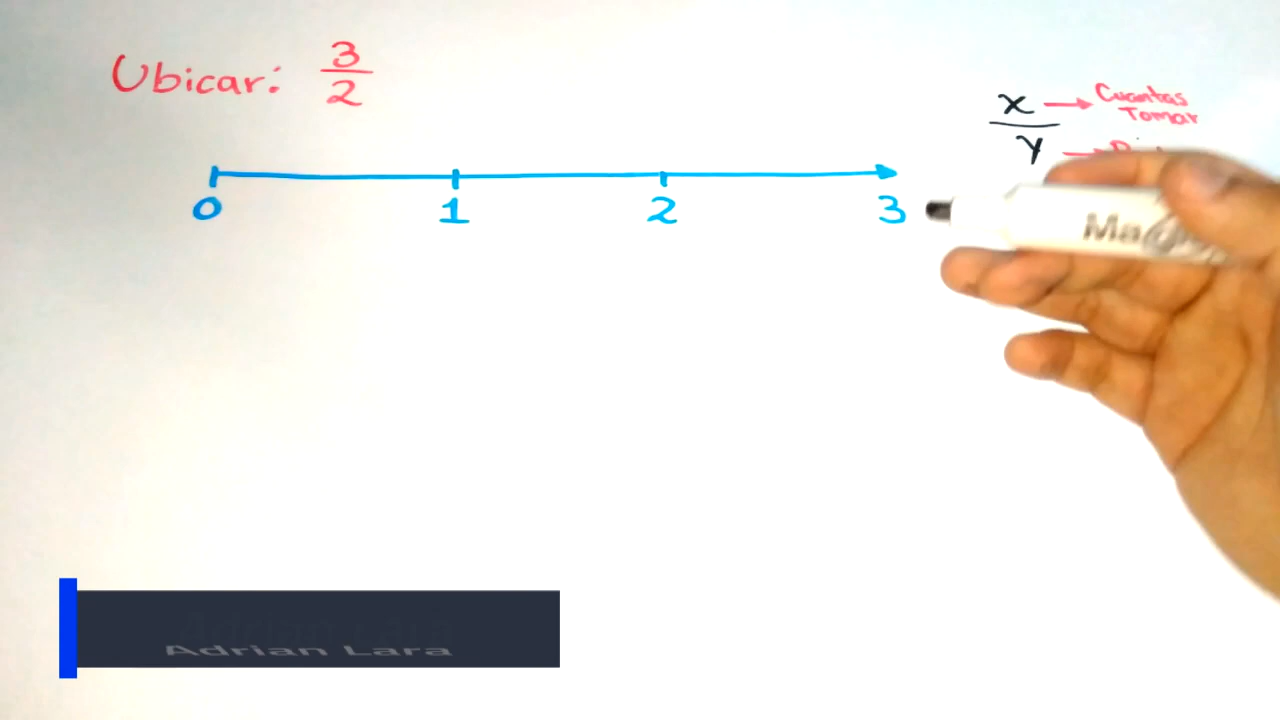 Ubicar: 3/2
0 1 2 3
x → Cuantas
Tomar
y →
Adrian Lara